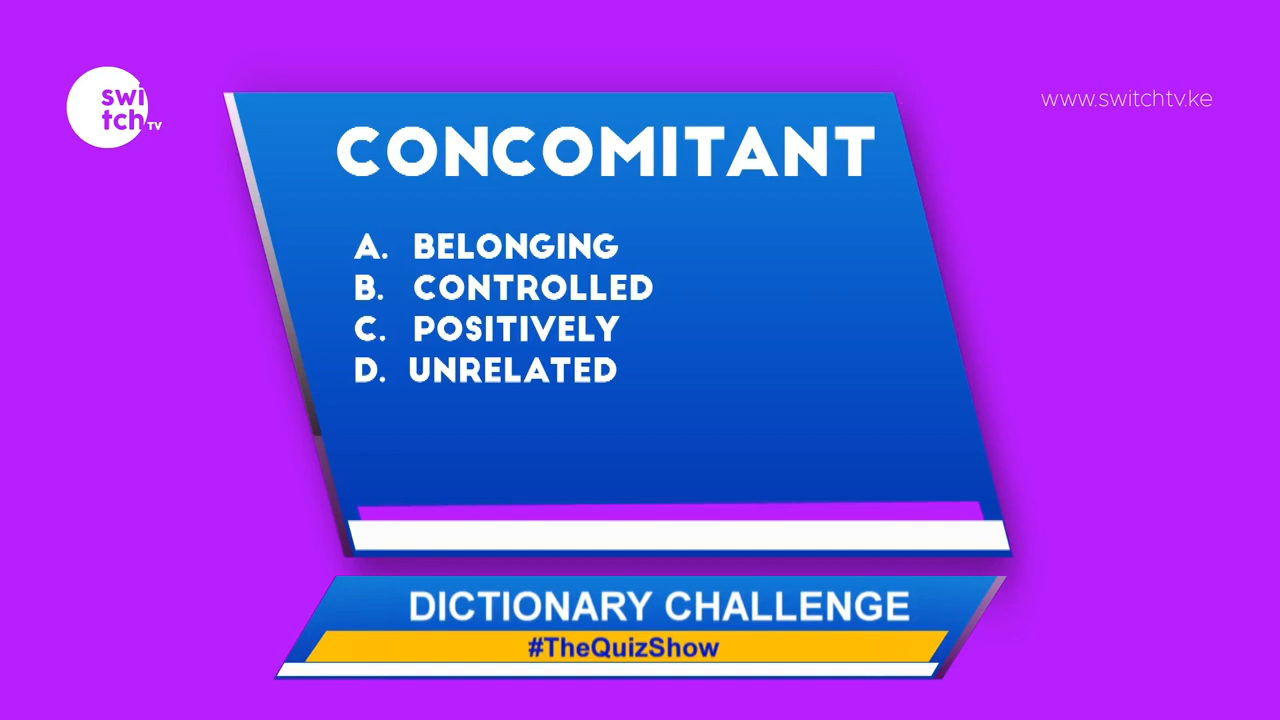 swi
tch TV
www.switchtv.ke
CONCOMITANT
A. BELONGING
B. CONTROLLED
C. POSITIVELY
D. UNRELATED
DICTIONARY CHALLENGE
#TheQuizShow